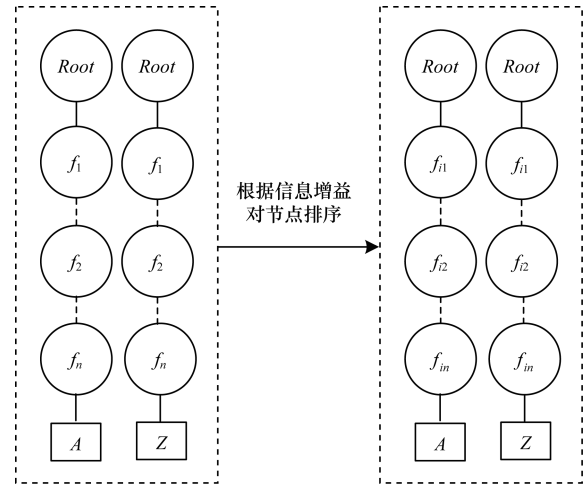 Root Root
f1 f1
f2 f2
fn fn
A Z
根据信息增益
对节点排序
Root Root
fi1 fi1
fi2 fi2
fin fin
A Z